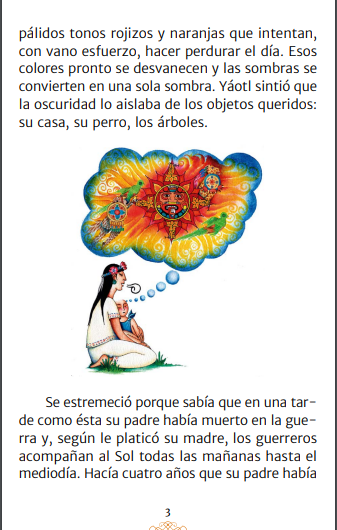 pálidos tonos rojizos y naranjas que intentan,
con vano esfuerzo, hacer perdurar el día. Esos
colores pronto se desvanecen y las sombras se
convierten en una sola sombra. Yáotl sintió que
la oscuridad lo aislaba de los objetos queridos:
su casa, su perro, los árboles.
Se estremeció porque sabía que en una tar-
de como ésta su padre había muerto en la gue-
rra y, según le platicó su madre, los guerreros
acompañan al Sol todas las mañanas hasta el
mediodía. Hacía cuatro años que su padre había
3